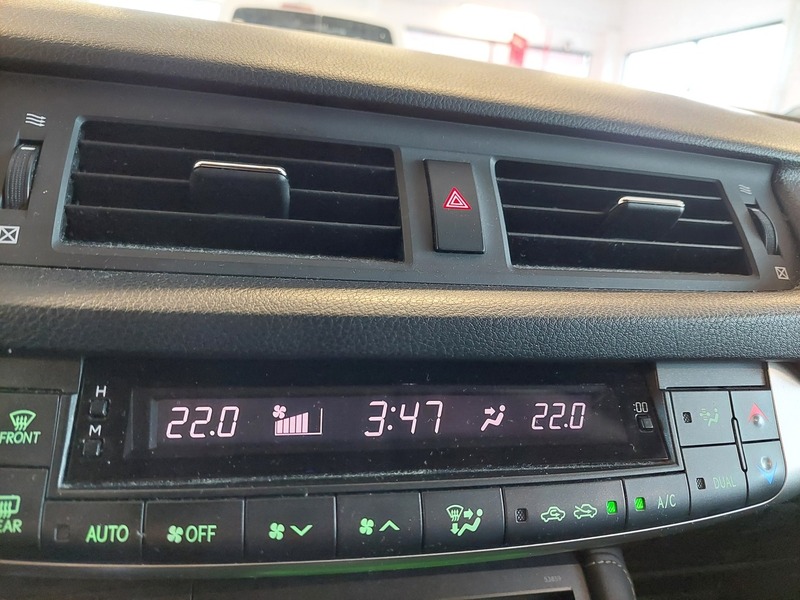 H
M
22.0 3:47 22.0
:00
FRONT
REAR
AUTO OFF A/C DUAL